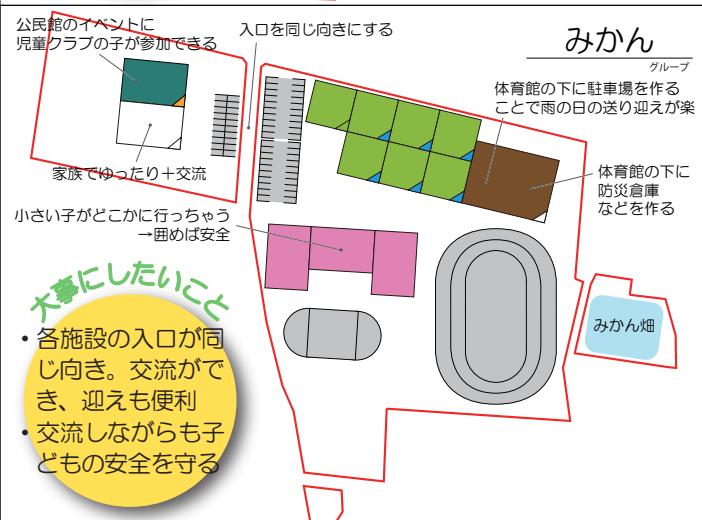 公民館のイベントに
児童クラブの子が参加できる
入口を同じ向きにする
みかん
グループ
体育館の下に駐車場を作る
ことで雨の日の送り迎えが楽
体育館の下に
防災倉庫
などを作る
家族でゆったり+交流
小さい子がどこかに行っちゃう
→囲めば安全
みかん畑
大事にしたいこと
・各施設の入口が同
じ向き。交流がで
き、迎えも便利
・交流しながらも子
どもの安全を守る